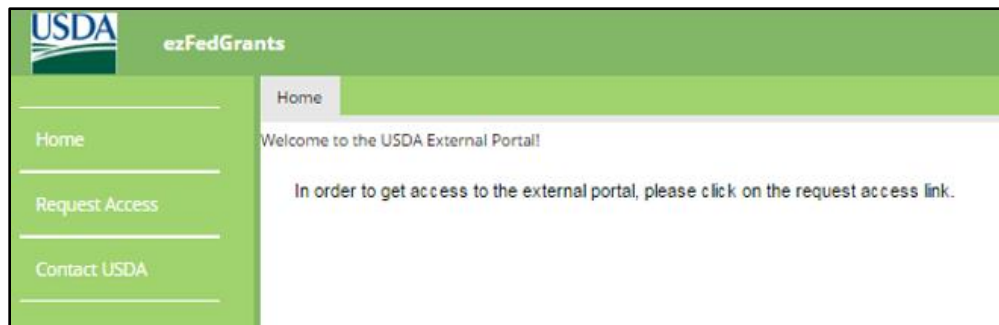 USDA
ezFedGrants
Home
Home
Welcome to the USDA External Portal!
In order to get access to the external portal, please click on the request access link.
Request Access
Contact USDA